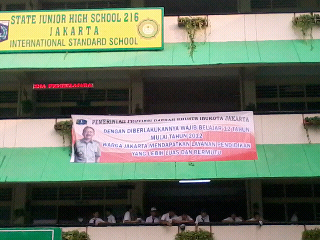 STATE JUNIOR HIGH SCHOOL 216
JAKARTA
INTERNATIONAL STANDARD SCHOOL
PEMERINTAH PROVINSI DAERAH KHUSUS IBUKOTA JAKARTA
DENGAN DIBERLAKUKANNYA WAJIB BELAJAR 12 TAHUN
MULAI TAHUN 2012
WARGA JAKARTA MENDAPATKAN LAYANAN PENDIDIKAN
YANG LEBIH LUAS DAN BERMUTU